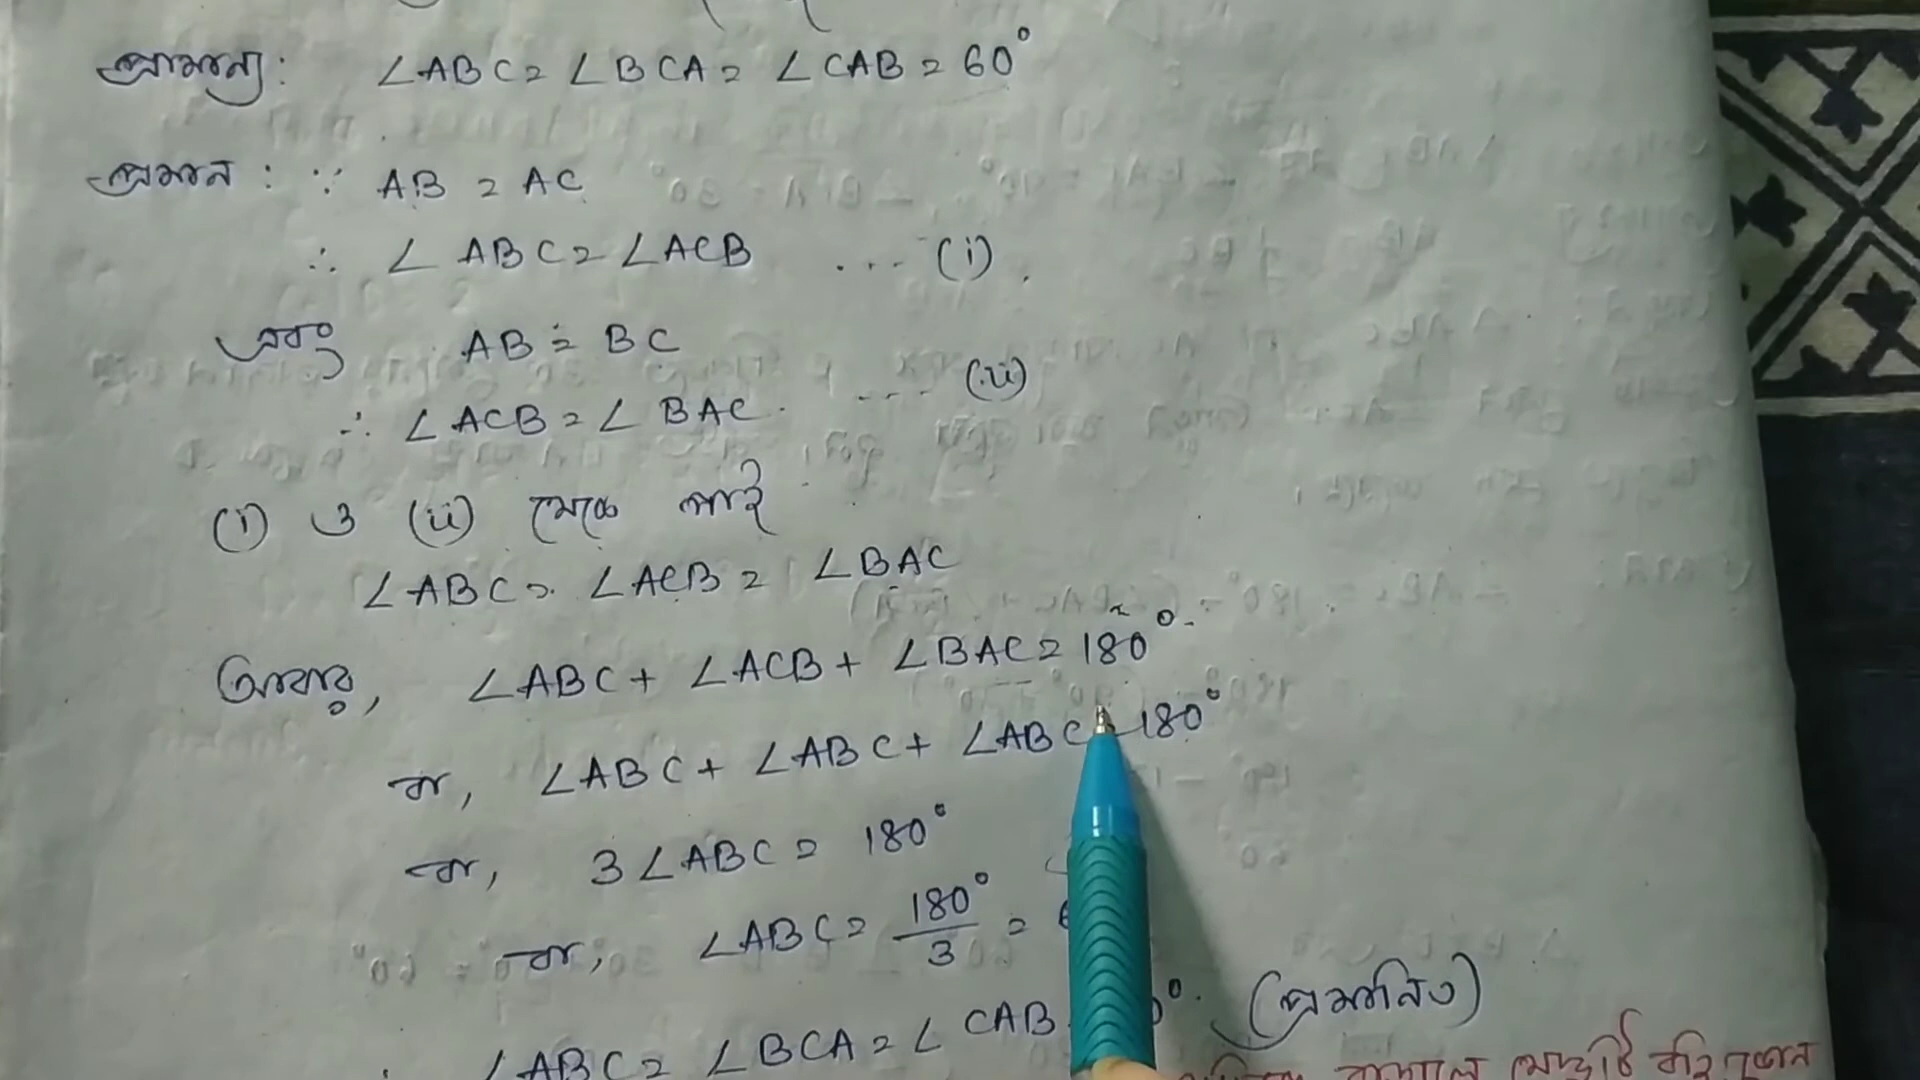 প্রামান্য: ∠ABC = ∠BCA = ∠CAB = 60°
প্রমান : ∵ AB = AC
∴ ∠ABC = ∠ACB ... (i)
এবং AB = BC
∴ ∠ACB = ∠BAC .... (ii)
(i) ও (ii) থেকে পাই
∠ABC = ∠ACB = ∠BAC
আবার, ∠ABC + ∠ACB + ∠BAC = 180°
বা, ∠ABC + ∠ABC + ∠ABC = 180°
বা, 3∠ABC = 180°
বা, ∠ABC = 180°/3 =
∴ ∠ABC = ∠BCA = ∠CAB (প্রমানিত)